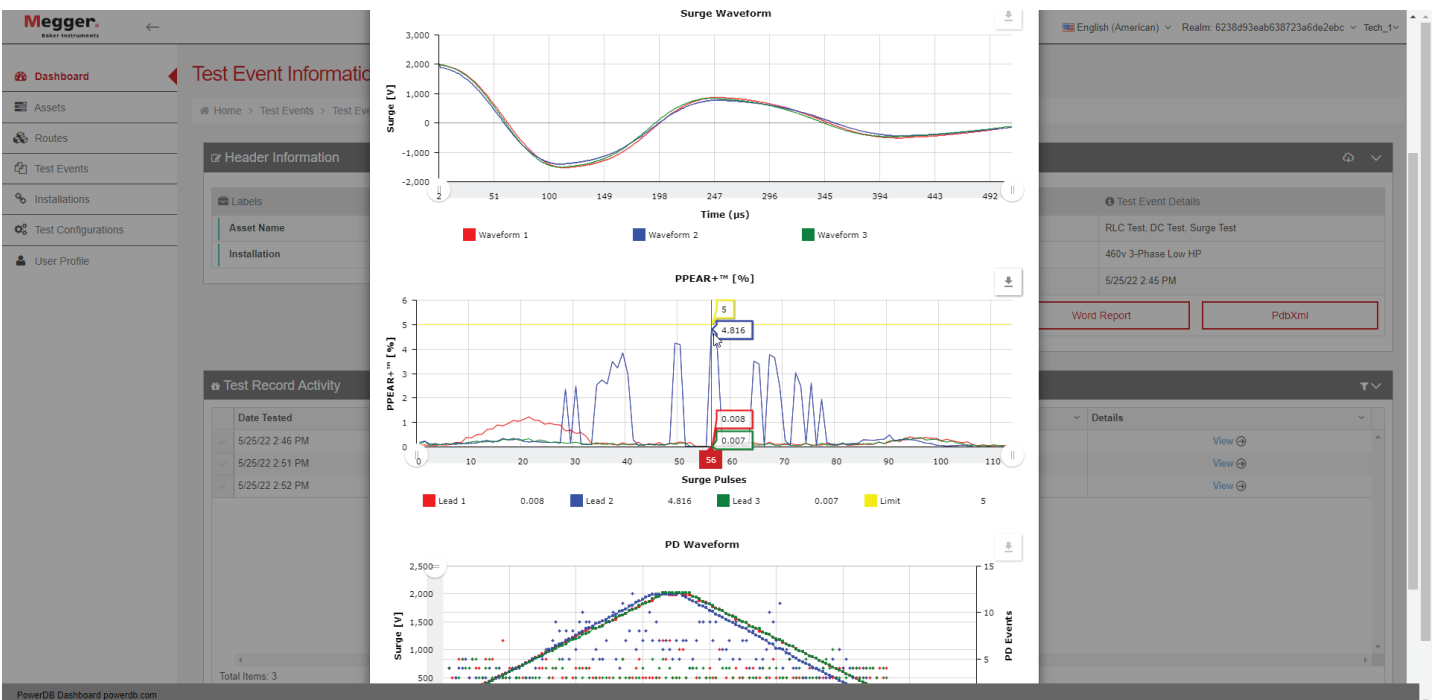 Megger.
Baker Instruments
English (American)
Realm: 6238d93eab638723a6de2ebc
Tech_1
Dashboard
Assets
Routes
Test Events
Installations
Test Configurations
User Profile
Test Event Informatio
Home > Test Events > Test Eve
Header Information
Labels
Asset Name
Installation
Test Record Activity
Date Tested
5/25/22 2:46 PM
5/25/22 2:51 PM
5/25/22 2:52 PM
Total Items: 3
Surge Waveform
3,000
2,000
1,000
0
-1,000
-2,000
Surge [V]
2 51 100 149 198 247 296 345 394 443 492
Time (µs)
Waveform 1 Waveform 2 Waveform 3
PPEAR+™ [%]
6
5
4
3
2
1
0
PPEAR+™ [%]
5
4.816
0.008
0.007
0 10 20 30 40 50 56 60 70 80 90 100 110
Surge Pulses
Lead 1 0.008 Lead 2 4.816 Lead 3 0.007 Limit 5
PD Waveform
2,500
2,000
1,500
1,000
500
Surge [V]
15
10
5
PD Events
Test Event Details
RLC Test, DC Test, Surge Test
460v 3-Phase Low HP
5/25/22 2:45 PM
Word Report
PdbXml
Details
View
View
View
PowerDB Dashboard powerdb.com